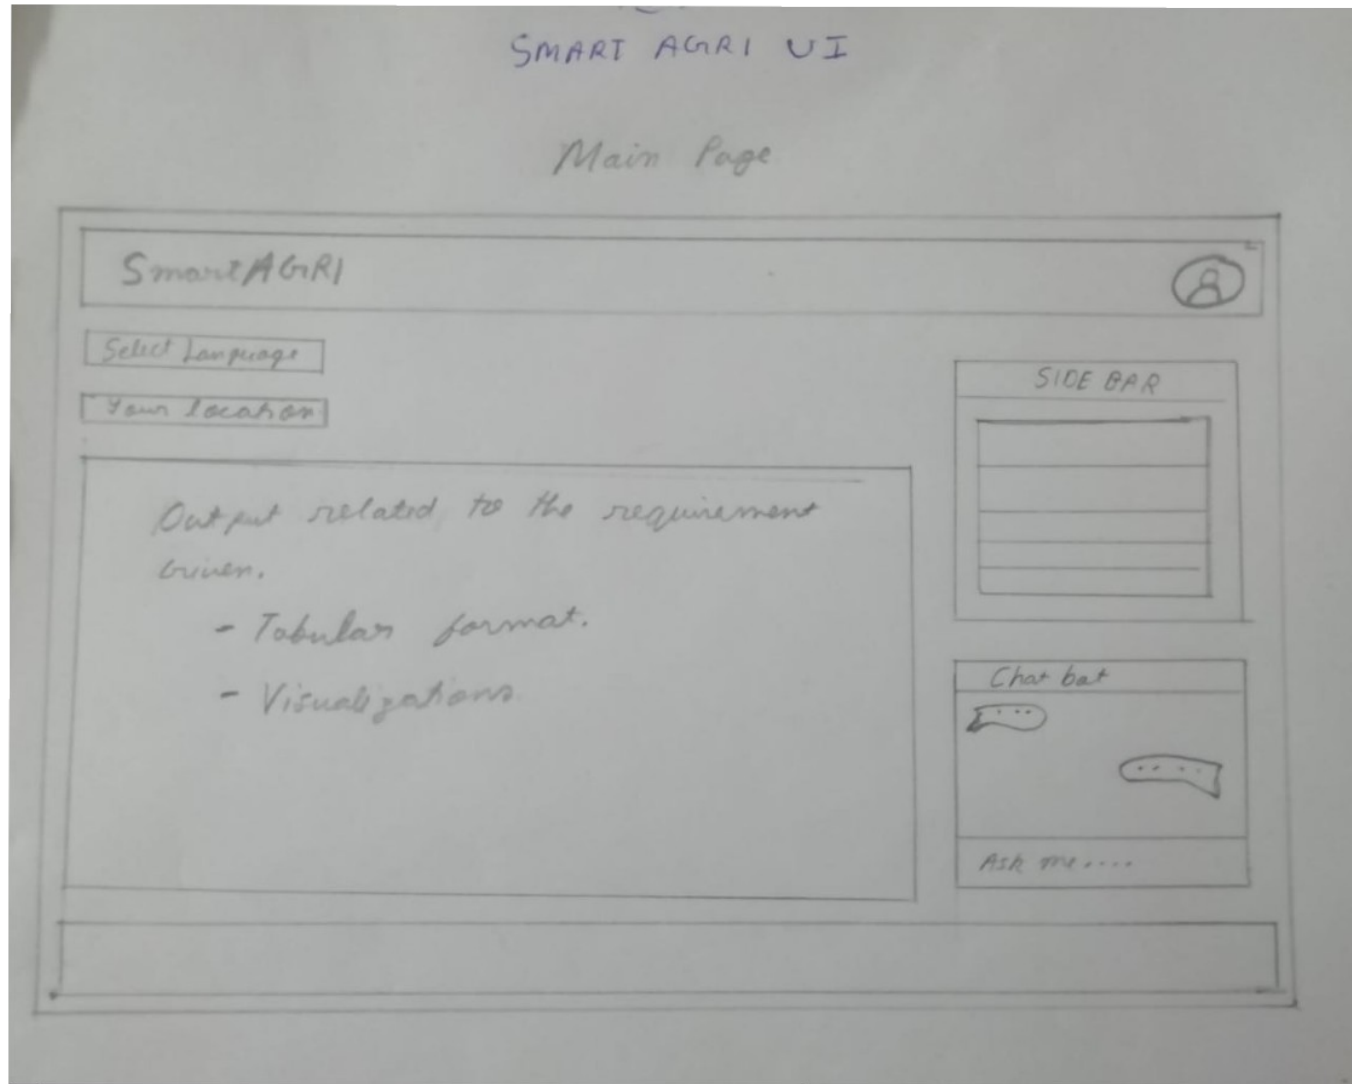 SMART AGRI UI
Main Page
SmartAGRI
Select Language
Your location
Output related to the requirement
Given.
- Tabular format.
- Visualizations
SIDE BAR
Chat bat
Ask me....